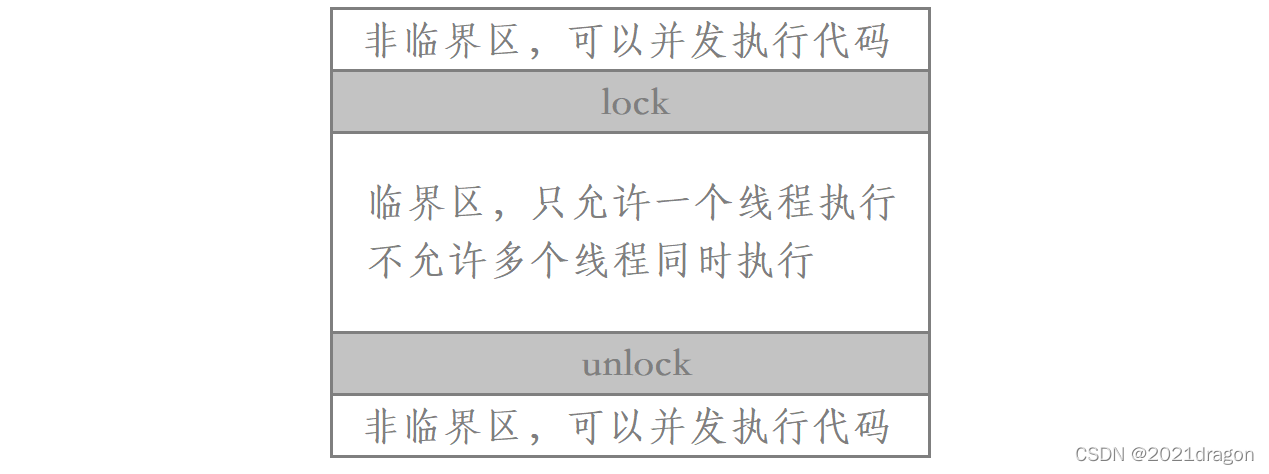 非临界区，可以并发执行代码
lock
临界区，只允许一个线程执行
不允许多个线程同时执行
unlock
非临界区，可以并发执行代码
CSDN @2021dragon